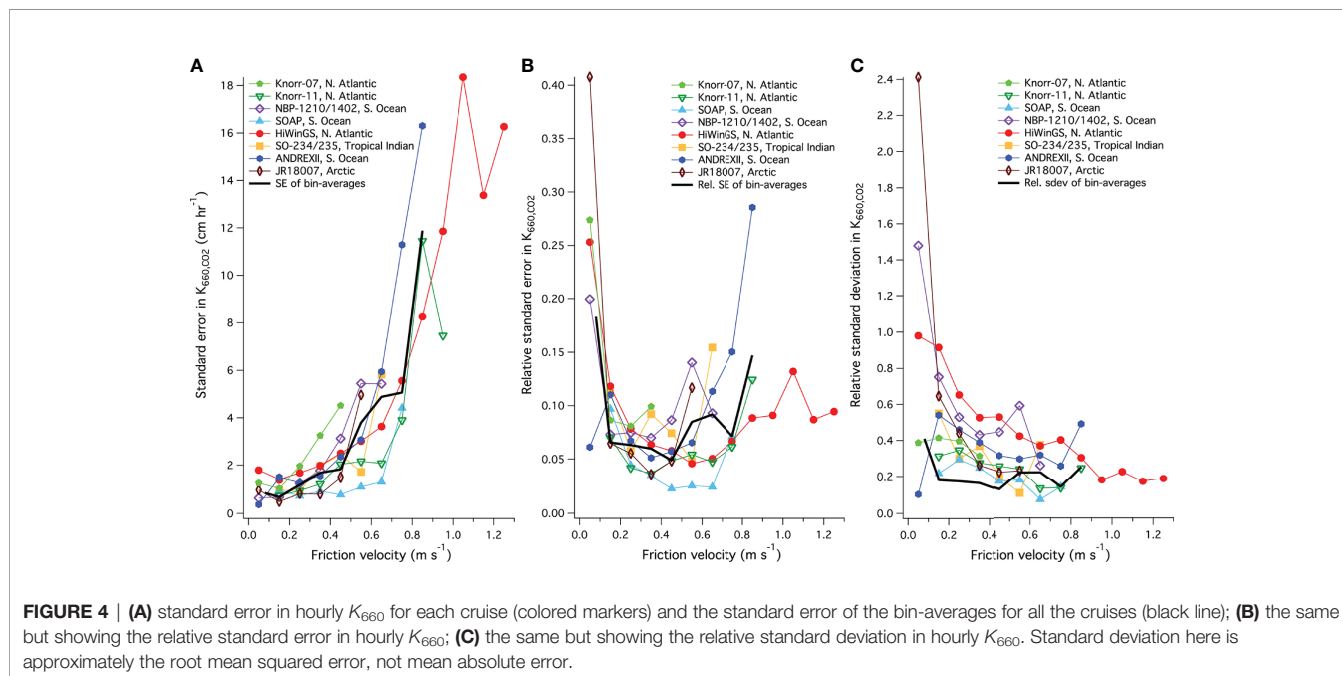 A
Knorr-07, N. Atlantic
Knorr-11, N. Atlantic
NBP-1210/1402, S. Ocean
SOAP, S. Ocean
HiWinGS, N. Atlantic
SO-234/235, Tropical Indian
ANDREXII, S. Ocean
JR18007, Arctic
SE of bin-averages
Standard error in K660,CO2 (cm hr-1)
18
16
14
12
10
8
6
4
2
0
0.0 0.2 0.4 0.6 0.8 1.0 1.2
Friction velocity (m s-1)
B
Knorr-07, N. Atlantic
Knorr-11, N. Atlantic
SOAP, S. Ocean
NBP-1210/1402, S. Ocean
HiWinGS, N. Atlantic
SO-234/235, Tropical Indian
ANDREXII, S. Ocean
JR18007, Arctic
Rel. SE of bin-averages
Relative standard error in K660,CO2
0.40
0.35
0.30
0.25
0.20
0.15
0.10
0.05
0.00
0.0 0.2 0.4 0.6 0.8 1.0 1.2
Friction velocity (m s-1)
C
Knorr-07, N. Atlantic
Knorr-11, N. Atlantic
SOAP, S. Ocean
NBP-1210/1402, S. Ocean
HiWinGS, N. Atlantic
SO-234/235, Tropical Indian
ANDREXII, S. Ocean
JR18007, Arctic
Rel. sdev of bin-averages
Relative standard deviation in K660,CO2
2.4
2.2
2.0
1.8
1.6
1.4
1.2
1.0
0.8
0.6
0.4
0.2
0.0
0.0 0.2 0.4 0.6 0.8 1.0 1.2
Friction velocity (m s-1)
FIGURE 4 | (A) standard error in hourly K660 for each cruise (colored markers) and the standard error of the bin-averages for all the cruises (black line); (B) the same
but showing the relative standard error in hourly K660; (C) the same but showing the relative standard deviation in hourly K660. Standard deviation here is
approximately the root mean squared error, not mean absolute error.